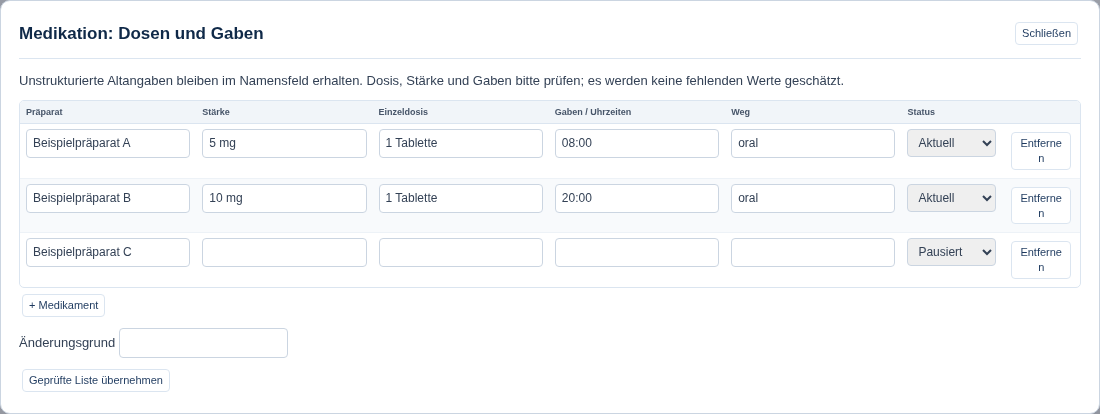 Medikation: Dosen und Gaben
Schließen
Unstrukturierte Altangaben bleiben im Namensfeld erhalten. Dosis, Stärke und Gaben bitte prüfen; es werden keine fehlenden Werte geschätzt.
Präparat Stärke Einzeldosis Gaben / Uhrzeiten Weg Status
Beispielpräparat A 5 mg 1 Tablette 08:00 oral Aktuell Entferne
n
Beispielpräparat B 10 mg 1 Tablette 20:00 oral Aktuell Entferne
n
Beispielpräparat C Pausiert Entferne
n
+ Medikament
Änderungsgrund
Geprüfte Liste übernehmen